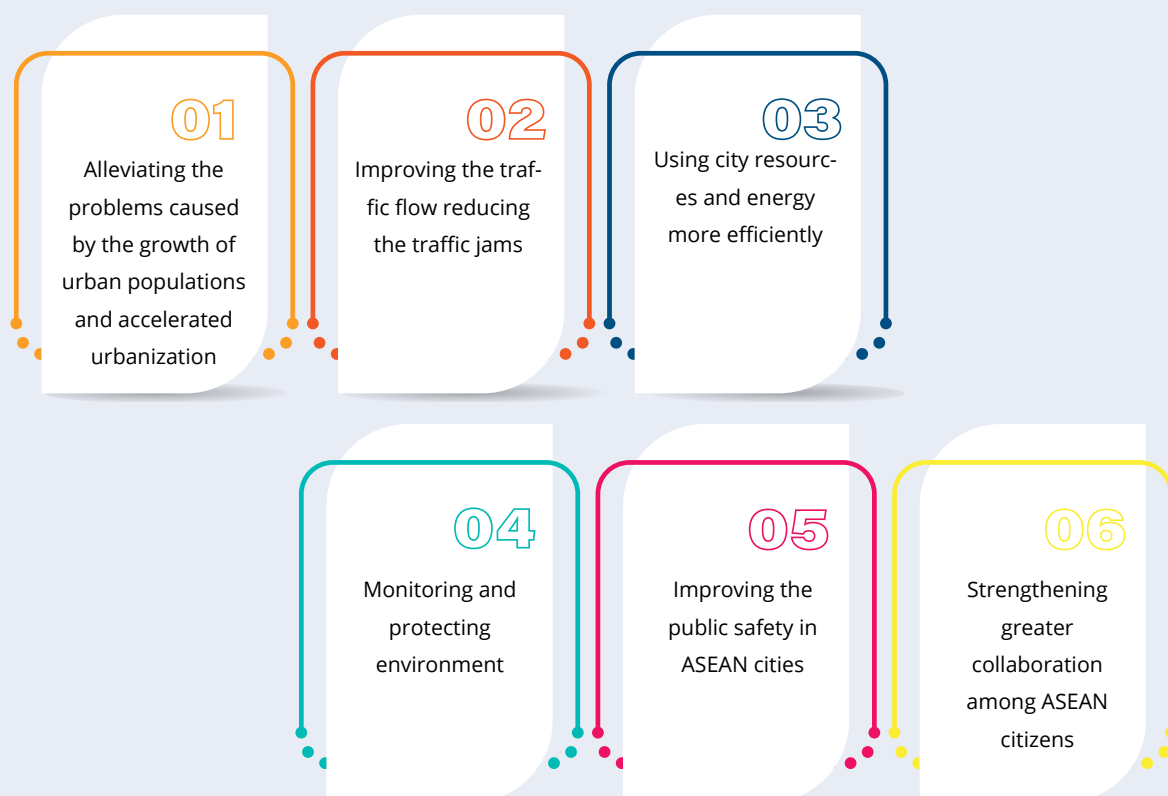 01
Alleviating the
problems caused
by the growth of
urban populations
and accelerated
urbanization
02
Improving the traf-
fic flow reducing
the traffic jams
03
Using city resourc-
es and energy
more efficiently
04
Monitoring and
protecting
environment
05
Improving the
public safety in
ASEAN cities
06
Strengthening
greater
collaboration
among ASEAN
citizens